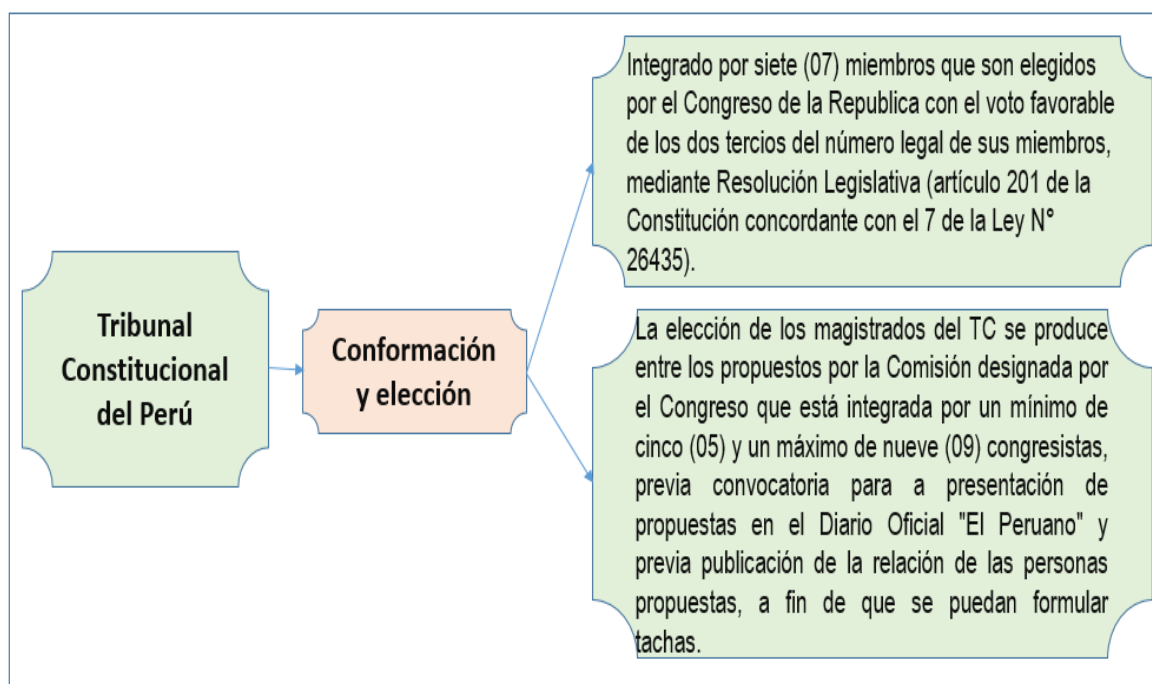 Tribunal
Constitucional
del Perú
Conformación
y elección
Integrado por siete (07) miembros que son elegidos
por el Congreso de la Republica con el voto favorable
de los dos tercios del número legal de sus miembros,
mediante Resolución Legislativa (artículo 201 de la
Constitución concordante con el 7 de la Ley N°
26435).
La elección de los magistrados del TC se produce
entre los propuestos por la Comisión designada por
el Congreso que está integrada por un mínimo de
cinco (05) y un máximo de nueve (09) congresistas,
previa convocatoria para a presentación de
propuestas en el Diario Oficial "El Peruano" y
previa publicación de la relación de las personas
propuestas, a fin de que se puedan formular
tachas.